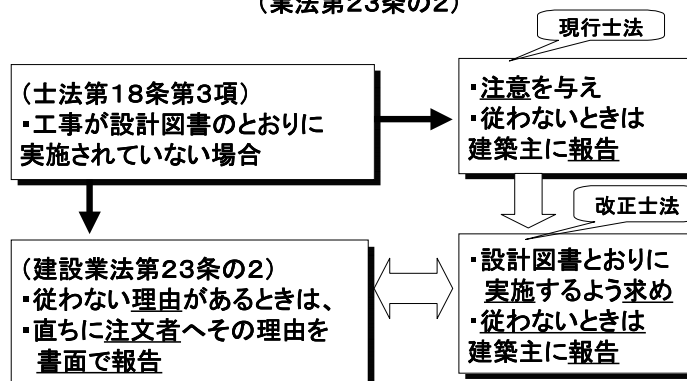 (業法第23条の2)
現行士法
(士法第18条第3項)
・工事が設計図書のとおりに
実施されていない場合
・注意を与え
・従わないときは
建築主に報告
改正士法
(建設業法第23条の2)
・従わない理由があるときは、
・直ちに注文者へその理由を
書面で報告
・設計図書とおりに
実施するよう求め
・従わないときは
建築主に報告